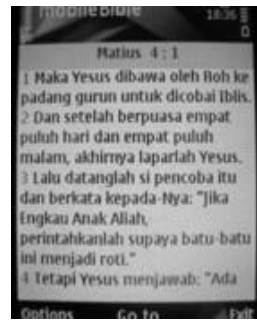 mobileBible
18:36
Matius 4:1
1 Maka Yesus dibawa oleh Roh ke
padang gurun untuk dicobai Iblis.
2 Dan setelah berpuasa empat
puluh hari dan empat puluh
malam, akhirnya laparlah Yesus.
3 Lalu datanglah si pencoba itu
dan berkata kepada-Nya: "Jika
Engkau Anak Allah,
perintahkanlah supaya batu-batu
ini menjadi roti."
4 Tetapi Yesus menjawab: "Ada
Options Go to Exit